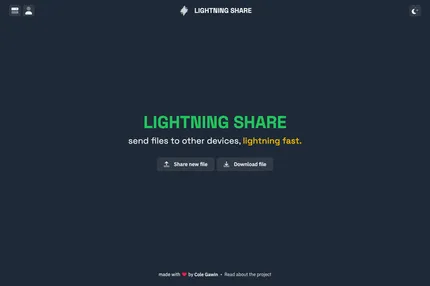 LIGHTNING SHARE
LIGHTNING SHARE
send files to other devices, lightning fast.
Share new file Download file
made with ❤️ by Cole Gawin • Read about the project